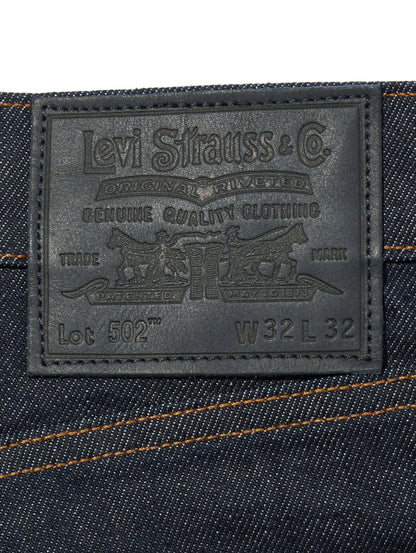 Levi Strauss & Co.
ORIGINAL RIVETED
GENUINE QUALITY CLOTHING
TRADE MARK
PATENTED MAY 20 1873
Lot 502™ W 32 L 32